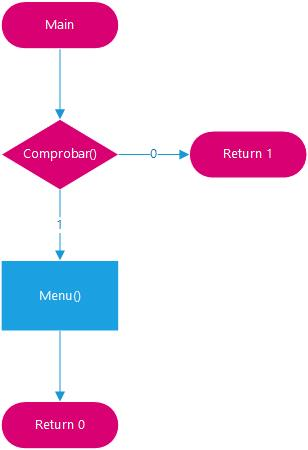 Main
Comprobar()
0
Return 1
1
Menu()
Return 0